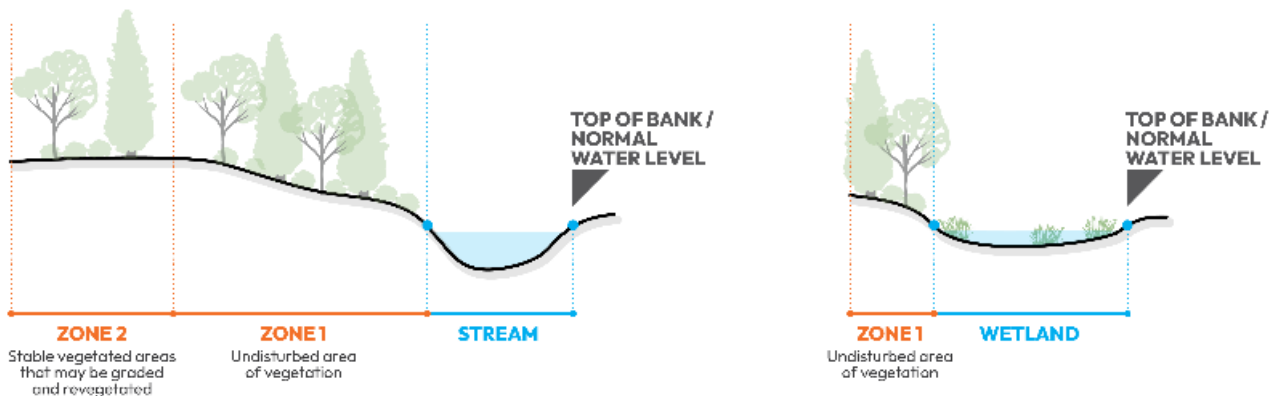 TOP OF BANK /
NORMAL
WATER LEVEL
ZONE 2
Stable vegetated areas
that may be graded
and revegetated
ZONE 1
Undisturbed area
of vegetation
STREAM
TOP OF BANK /
NORMAL
WATER LEVEL
ZONE 1
Undisturbed area
of vegetation
WETLAND